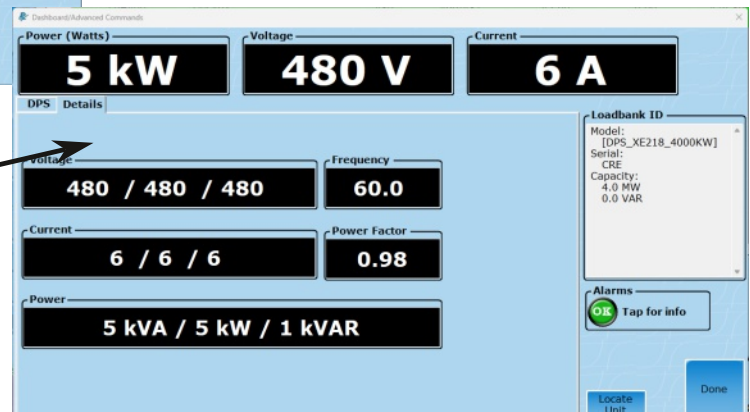 Dashboard/Advanced Commands
Power (Watts)
5 kW
Voltage
480 V
Current
6 A
DPS Details
Voltage
480 / 480 / 480
Frequency
60.0
Current
6 / 6 / 6
Power Factor
0.98
Power
5 kVA / 5 kW / 1 kVAR
Loadbank ID
Model:
[DPS_XE218_4000KW]
Serial:
CRE
Capacity:
4.0 MW
0.0 VAR
Alarms
OK Tap for info
Locate
Unit
Done